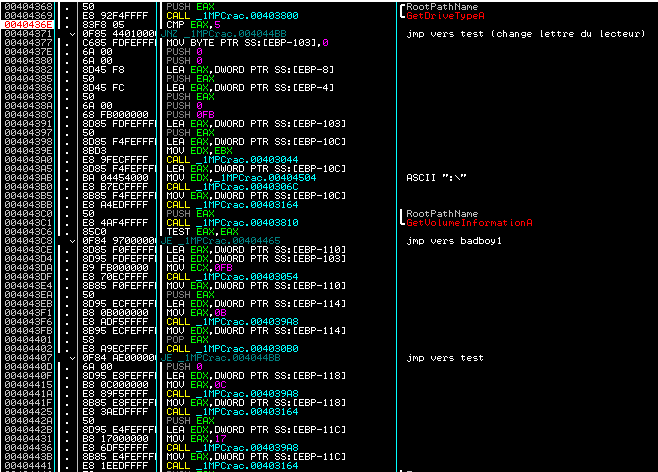 00404368 . 50 PUSH EAX RootPathName
00404369 . E8 92F4FFFF CALL _1MPCrac.00403800 GetDriveTypeA
0040436E . 83F8 05 CMP EAX,5
00404371 . 0F85 44010000 JNZ _1MPCrac.004044BB jmp vers test (change lettre du lecteur)
00404377 . C685 FDFEFFFF MOV BYTE PTR SS:[EBP-103],0
0040437E . 6A 00 PUSH 0
00404380 . 6A 00 PUSH 0
00404382 . 8D45 F8 LEA EAX,DWORD PTR SS:[EBP-8]
00404385 . 50 PUSH EAX
00404386 . 8D45 FC LEA EAX,DWORD PTR SS:[EBP-4]
00404389 . 50 PUSH EAX
0040438A . 6A 00 PUSH 0
0040438C . 68 FB000000 PUSH 0FB
00404391 . 8D85 FDFEFFFF LEA EAX,DWORD PTR SS:[EBP-103]
00404397 . 50 PUSH EAX
00404398 . 8D85 F4FEFFFF LEA EAX,DWORD PTR SS:[EBP-10C]
0040439E . 8BD3 MOV EDX,EBX
004043A0 . E8 9FECFFFF CALL _1MPCrac.00403044
004043A5 . 8D85 F4FEFFFF LEA EAX,DWORD PTR SS:[EBP-10C]
004043AB . BA 04454000 MOV EDX,_1MPCrac.00404504 ASCII ":\"
004043B0 . E8 B7ECFFFF CALL _1MPCrac.0040306C
004043B5 . 8B85 F4FEFFFF MOV EAX,DWORD PTR SS:[EBP-10C]
004043BB . E8 A4EDFFFF CALL _1MPCrac.00403164
004043C0 . 50 PUSH EAX RootPathName
004043C1 . E8 4AF4FFFF CALL _1MPCrac.00403810 GetVolumeInformationA
004043C6 . 85C0 TEST EAX,EAX
004043C8 . 0F84 97000000 JE _1MPCrac.00404465 jmp vers badboy1
004043CE . 8D85 F0FEFFFF LEA EAX,DWORD PTR SS:[EBP-110]
004043D4 . 8D95 FDFEFFFF LEA EDX,DWORD PTR SS:[EBP-103]
004043DA . B9 FB000000 MOV ECX,0FB
004043DF . E8 70ECFFFF CALL _1MPCrac.00403054
004043E4 . 8B85 F0FEFFFF MOV EAX,DWORD PTR SS:[EBP-110]
004043EA . 50 PUSH EAX
004043EB . 8D95 ECFEFFFF LEA EDX,DWORD PTR SS:[EBP-114]
004043F1 . B8 0B000000 MOV EAX,0B
004043F6 . E8 ADF5FFFF CALL _1MPCrac.004039A8
004043FB . 8B95 ECFEFFFF MOV EDX,DWORD PTR SS:[EBP-114]
00404401 . 58 POP EAX
00404402 . E8 A9ECFFFF CALL _1MPCrac.004030B0
00404407 . 0F84 AE000000 JE _1MPCrac.004044BB jmp vers test
0040440D . 6A 00 PUSH 0
0040440F . 8D95 E8FEFFFF LEA EDX,DWORD PTR SS:[EBP-118]
00404415 . B8 0C000000 MOV EAX,0C
0040441A . E8 89F5FFFF CALL _1MPCrac.004039A8
0040441F . 8B85 E8FEFFFF MOV EAX,DWORD PTR SS:[EBP-118]
00404425 . E8 3AEDFFFF CALL _1MPCrac.00403164
0040442A . 50 PUSH EAX
0040442B . 8D95 E4FEFFFF LEA EDX,DWORD PTR SS:[EBP-11C]
00404431 . B8 17000000 MOV EAX,17
00404436 . E8 6DF5FFFF CALL _1MPCrac.004039A8
0040443B . 8B85 E4FEFFFF MOV EAX,DWORD PTR SS:[EBP-11C]
00404441 . E8 1EEDFFFF CALL _1MPCrac.00403164